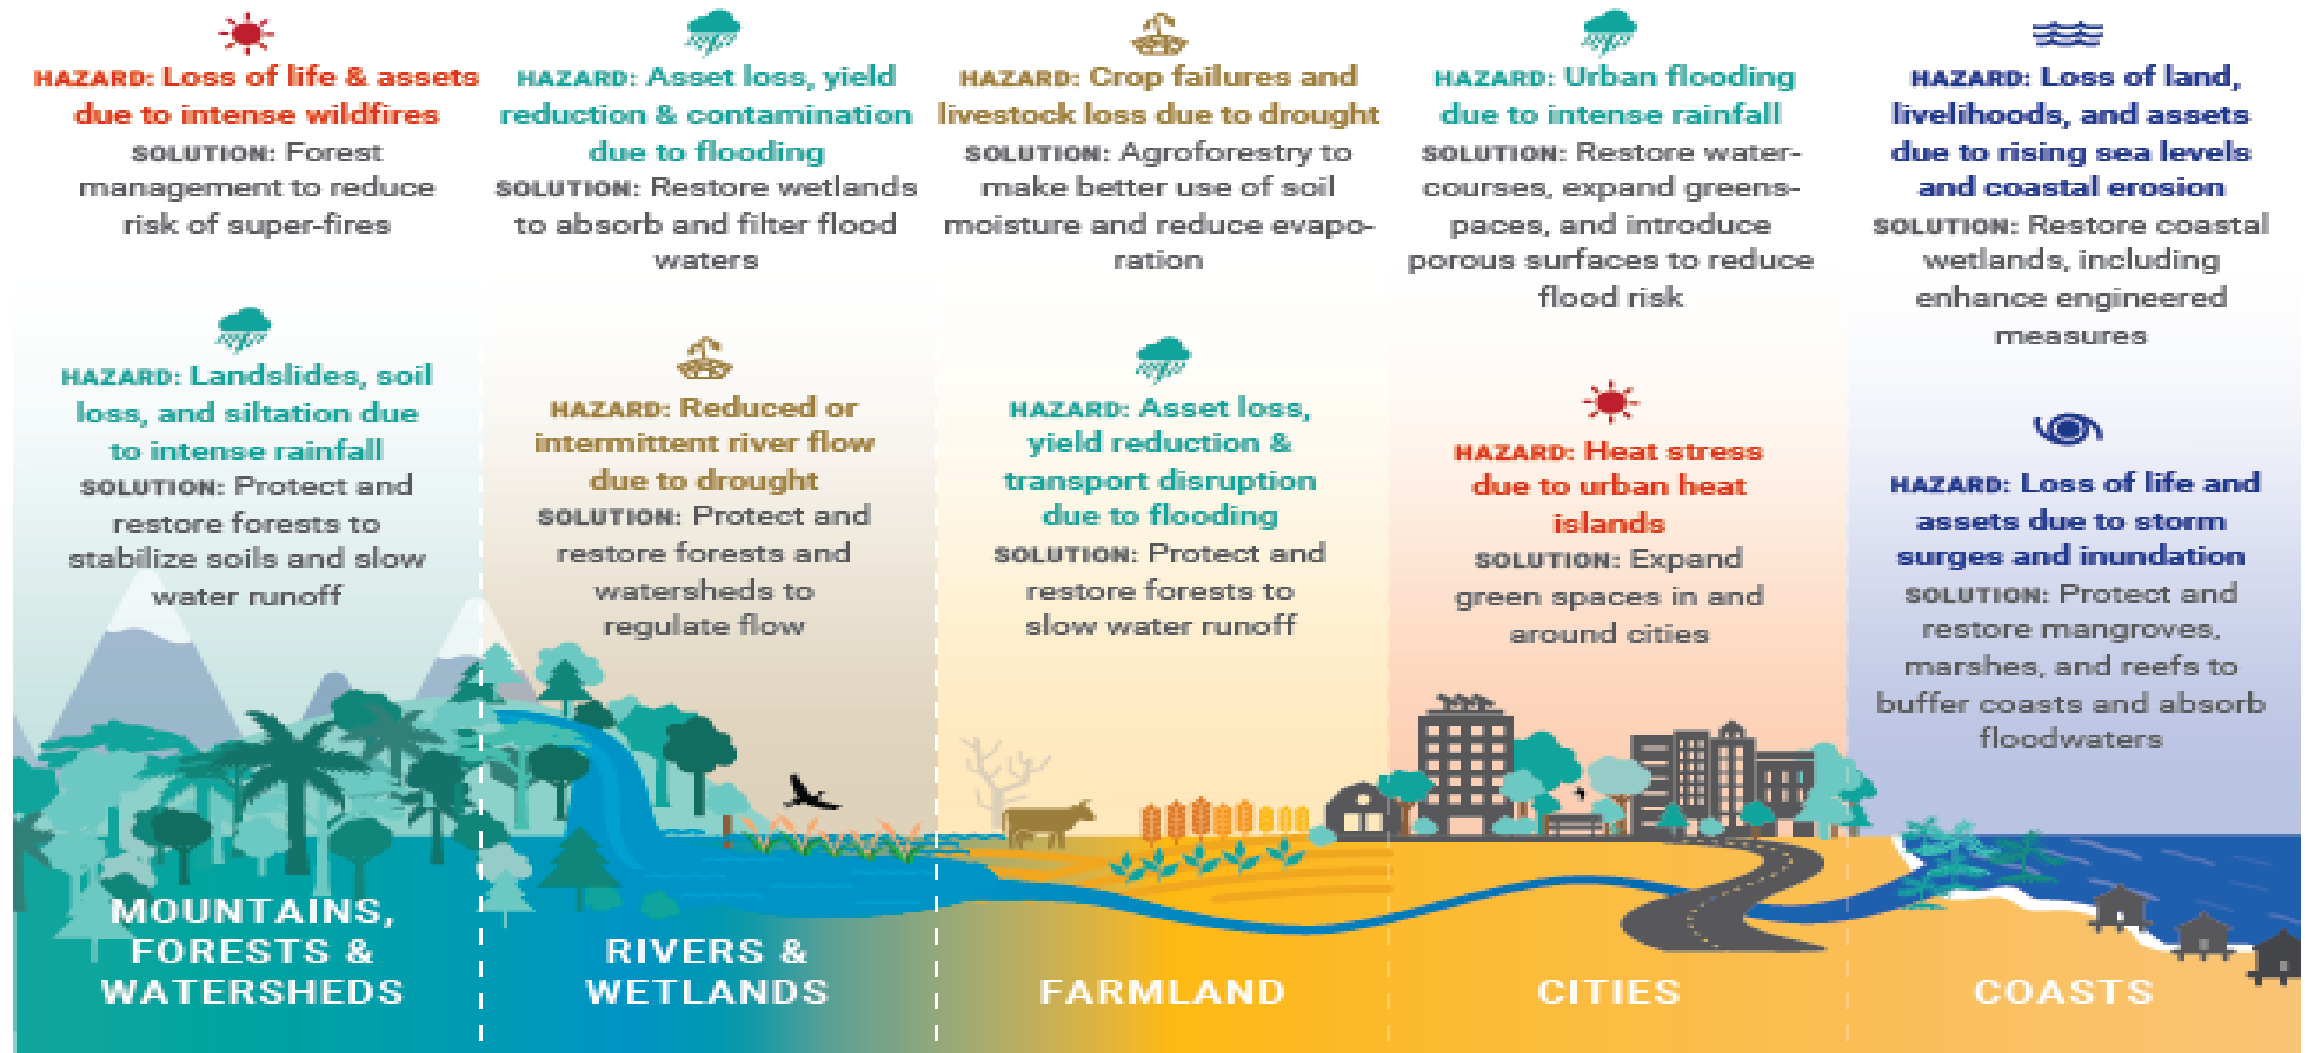 HAZARD: Loss of life & assets
due to intense wildfires
SOLUTION: Forest
management to reduce
risk of super-fires
HAZARD: Landslides, soil
loss, and siltation due
to intense rainfall
SOLUTION: Protect and
restore forests to
stabilize soils and slow
water runoff
MOUNTAINS,
FORESTS &
WATERSHEDS
HAZARD: Asset loss, yield
reduction & contamination
due to flooding
SOLUTION: Restore wetlands
to absorb and filter flood
waters
HAZARD: Reduced or
intermittent river flow
due to drought
SOLUTION: Protect and
restore forests and
watersheds to
regulate flow
RIVERS &
WETLANDS
HAZARD: Crop failures and
livestock loss due to drought
SOLUTION: Agroforestry to
make better use of soil
moisture and reduce evapo-
ration
HAZARD: Asset loss,
yield reduction &
transport disruption
due to flooding
SOLUTION: Protect and
restore forests to
slow water runoff
FARMLAND
HAZARD: Urban flooding
due to intense rainfall
SOLUTION: Restore water-
courses, expand greens-
paces, and introduce
porous surfaces to reduce
flood risk
HAZARD: Heat stress
due to urban heat
islands
SOLUTION: Expand
green spaces in and
around cities
CITIES
HAZARD: Loss of land,
livelihoods, and assets
due to rising sea levels
and coastal erosion
SOLUTION: Restore coastal
wetlands, including
enhance engineered
measures
HAZARD: Loss of life and
assets due to storm
surges and inundation
SOLUTION: Protect and
restore mangroves,
marshes, and reefs to
buffer coasts and absorb
floodwaters
COASTS